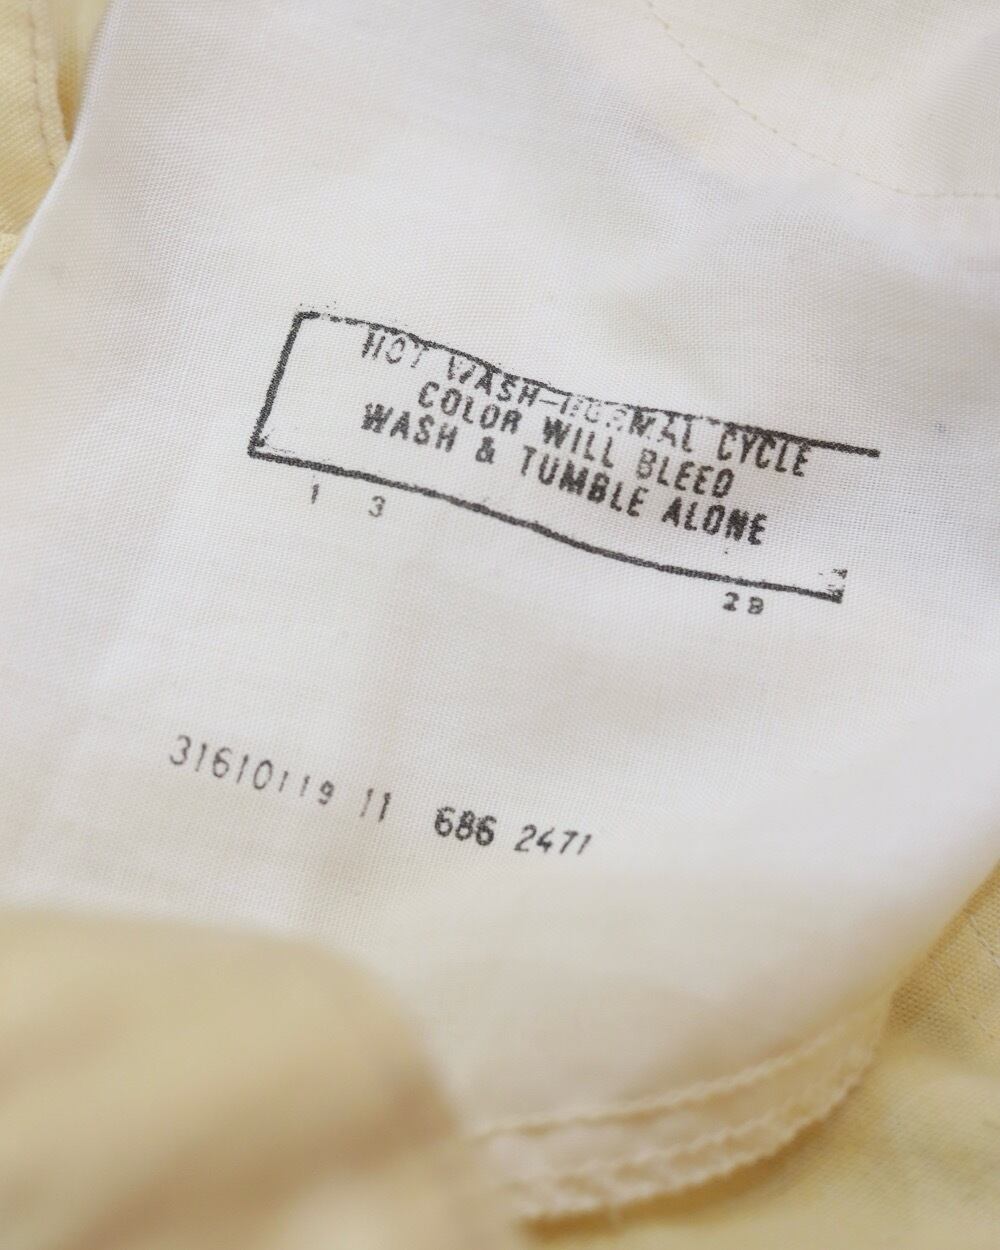 HOT WASH-NORMAL CYCLE
COLOR WILL BLEED
WASH & TUMBLE ALONE
1 3 2B
31610119 11 686 2471